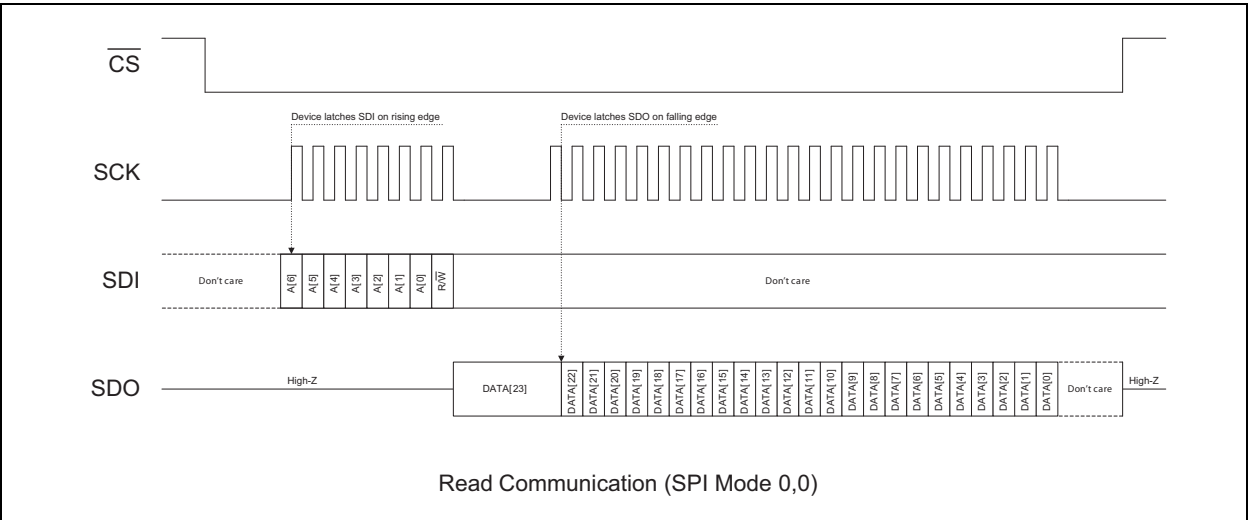 CS
Device latches SDI on rising edge
Device latches SDO on falling edge
SCK
SDI
Don't care
A[6]
A[5]
A[4]
A[3]
A[2]
A[1]
A[0]
R/W
Don't care
SDO
High-Z
DATA[23]
DATA[22]
DATA[21]
DATA[20]
DATA[19]
DATA[18]
DATA[17]
DATA[16]
DATA[15]
DATA[14]
DATA[13]
DATA[12]
DATA[11]
DATA[10]
DATA[9]
DATA[8]
DATA[7]
DATA[6]
DATA[5]
DATA[4]
DATA[3]
DATA[2]
DATA[1]
DATA[0]
Don't care
High-Z
Read Communication (SPI Mode 0,0)